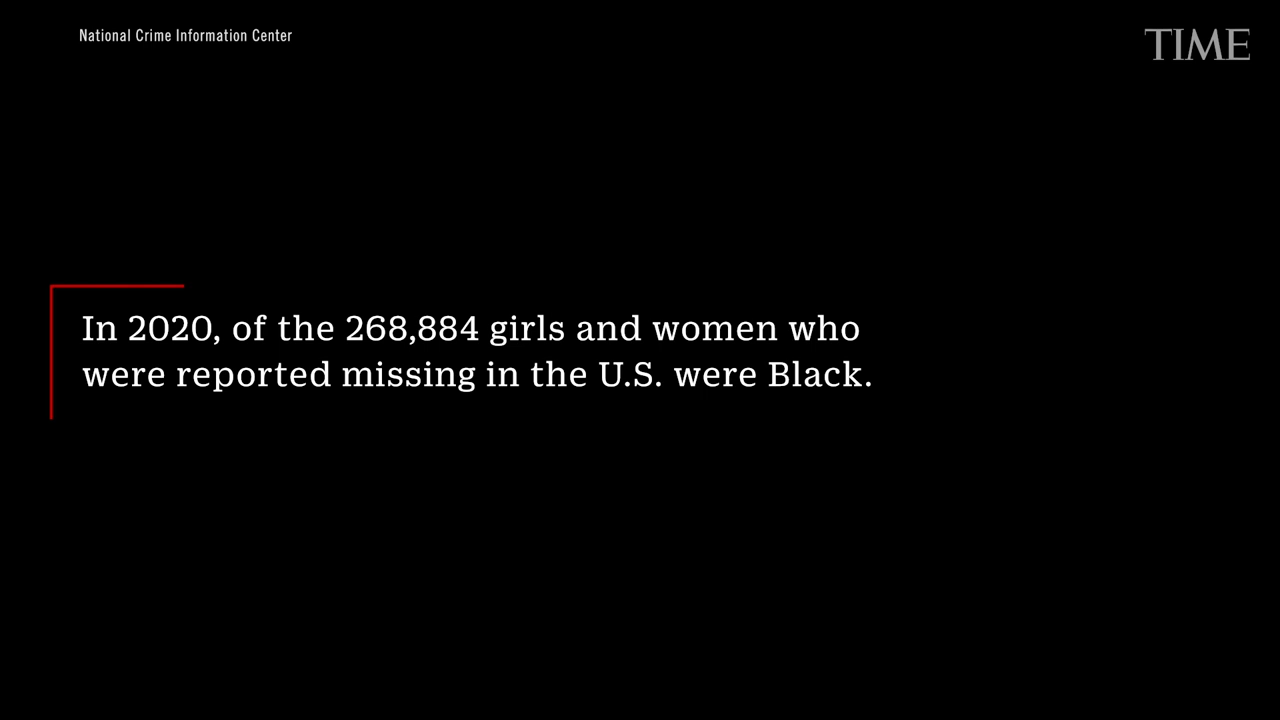 National Crime Information Center
TIME
In 2020, of the 268,884 girls and women who
were reported missing in the U.S. were Black.